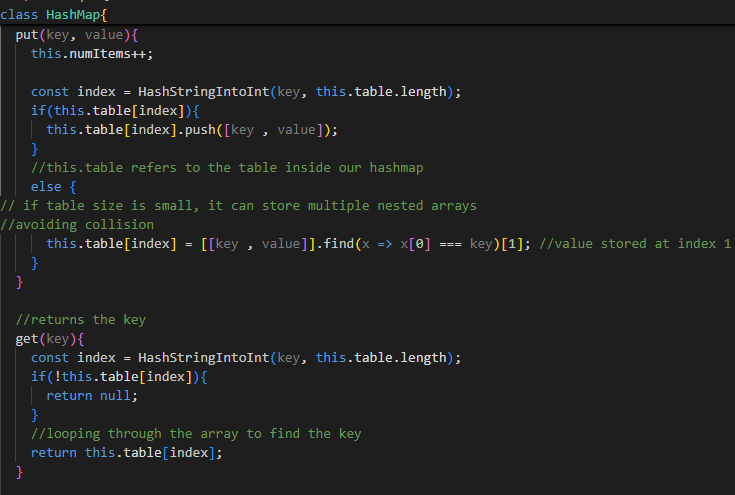 class HashMap{
put(key, value){
this.numItems++;
const index = HashStringIntoInt(key, this.table.length);
if(this.table[index]){
this.table[index].push([key , value]);
}
//this.table refers to the table inside our hashmap
else {
// if table size is small, it can store multiple nested arrays
//avoiding collision
this.table[index] = [[key , value]].find(x => x[0] === key)[1]; //value stored at index 1
}
}
//returns the key
get(key){
const index = HashStringIntoInt(key, this.table.length);
if(!this.table[index]){
return null;
}
//looping through the array to find the key
return this.table[index];
}